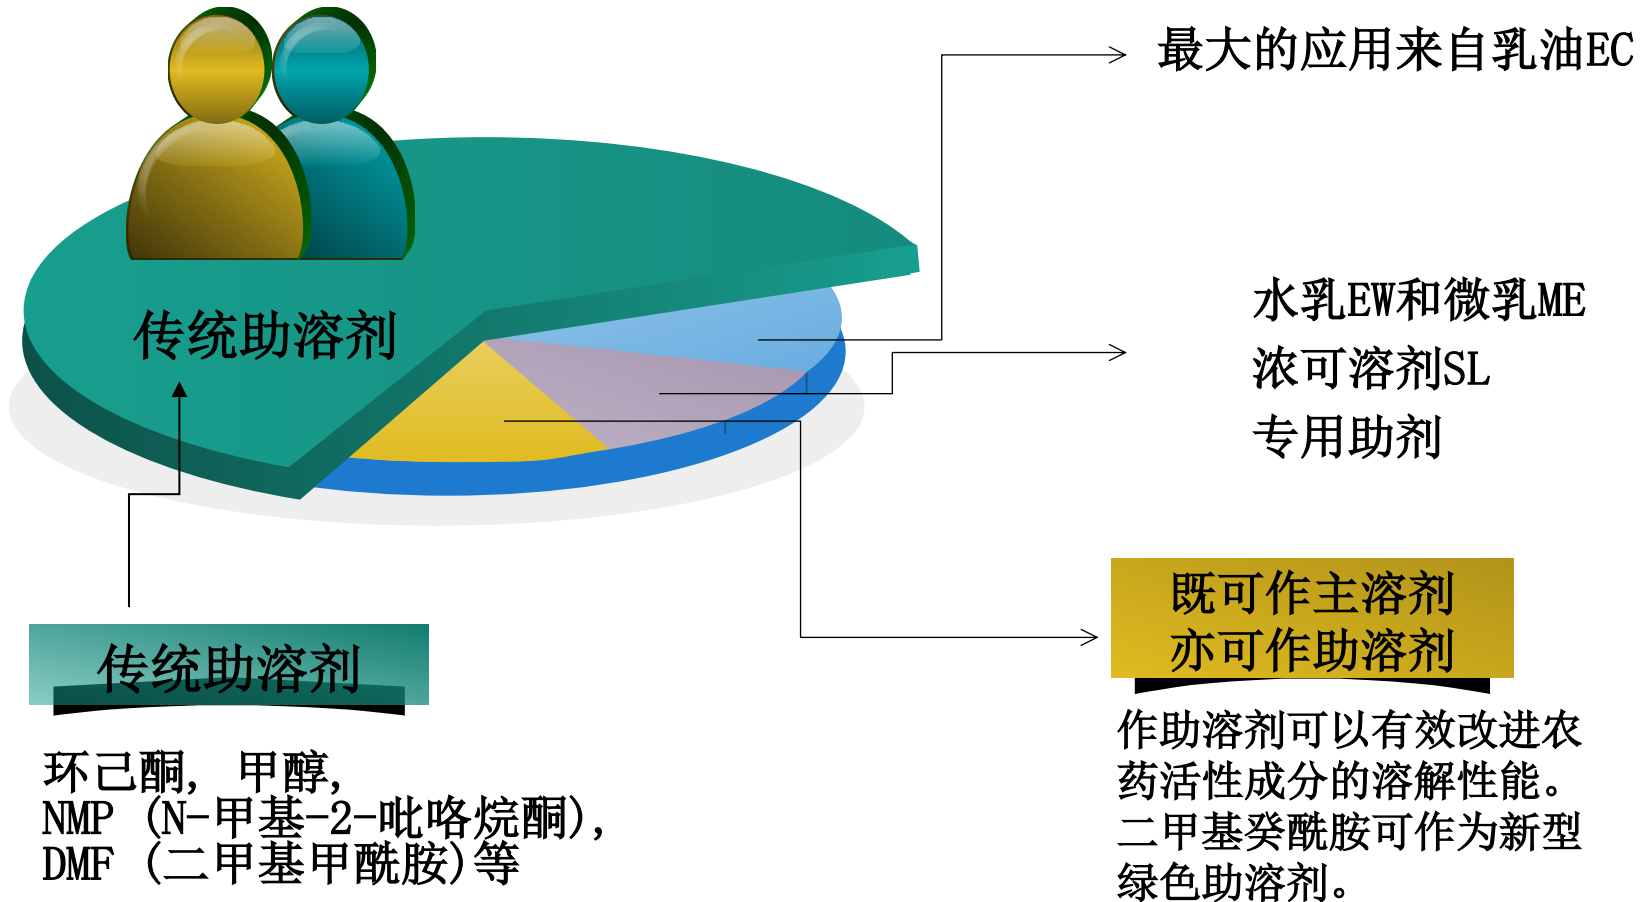 最大的应用来自乳油EC
水乳EW和微乳ME
浓可溶剂SL
专用助剂
传统助溶剂
既可作主溶剂
亦可作助溶剂
传统助溶剂
作助溶剂可以有效改进农
药活性成分的溶解性能。
二甲基癸酰胺可作为新型
绿色助溶剂。
环己酮, 甲醇,
NMP (N-甲基-2-吡咯烷酮),
DMF (二甲基甲酰胺)等